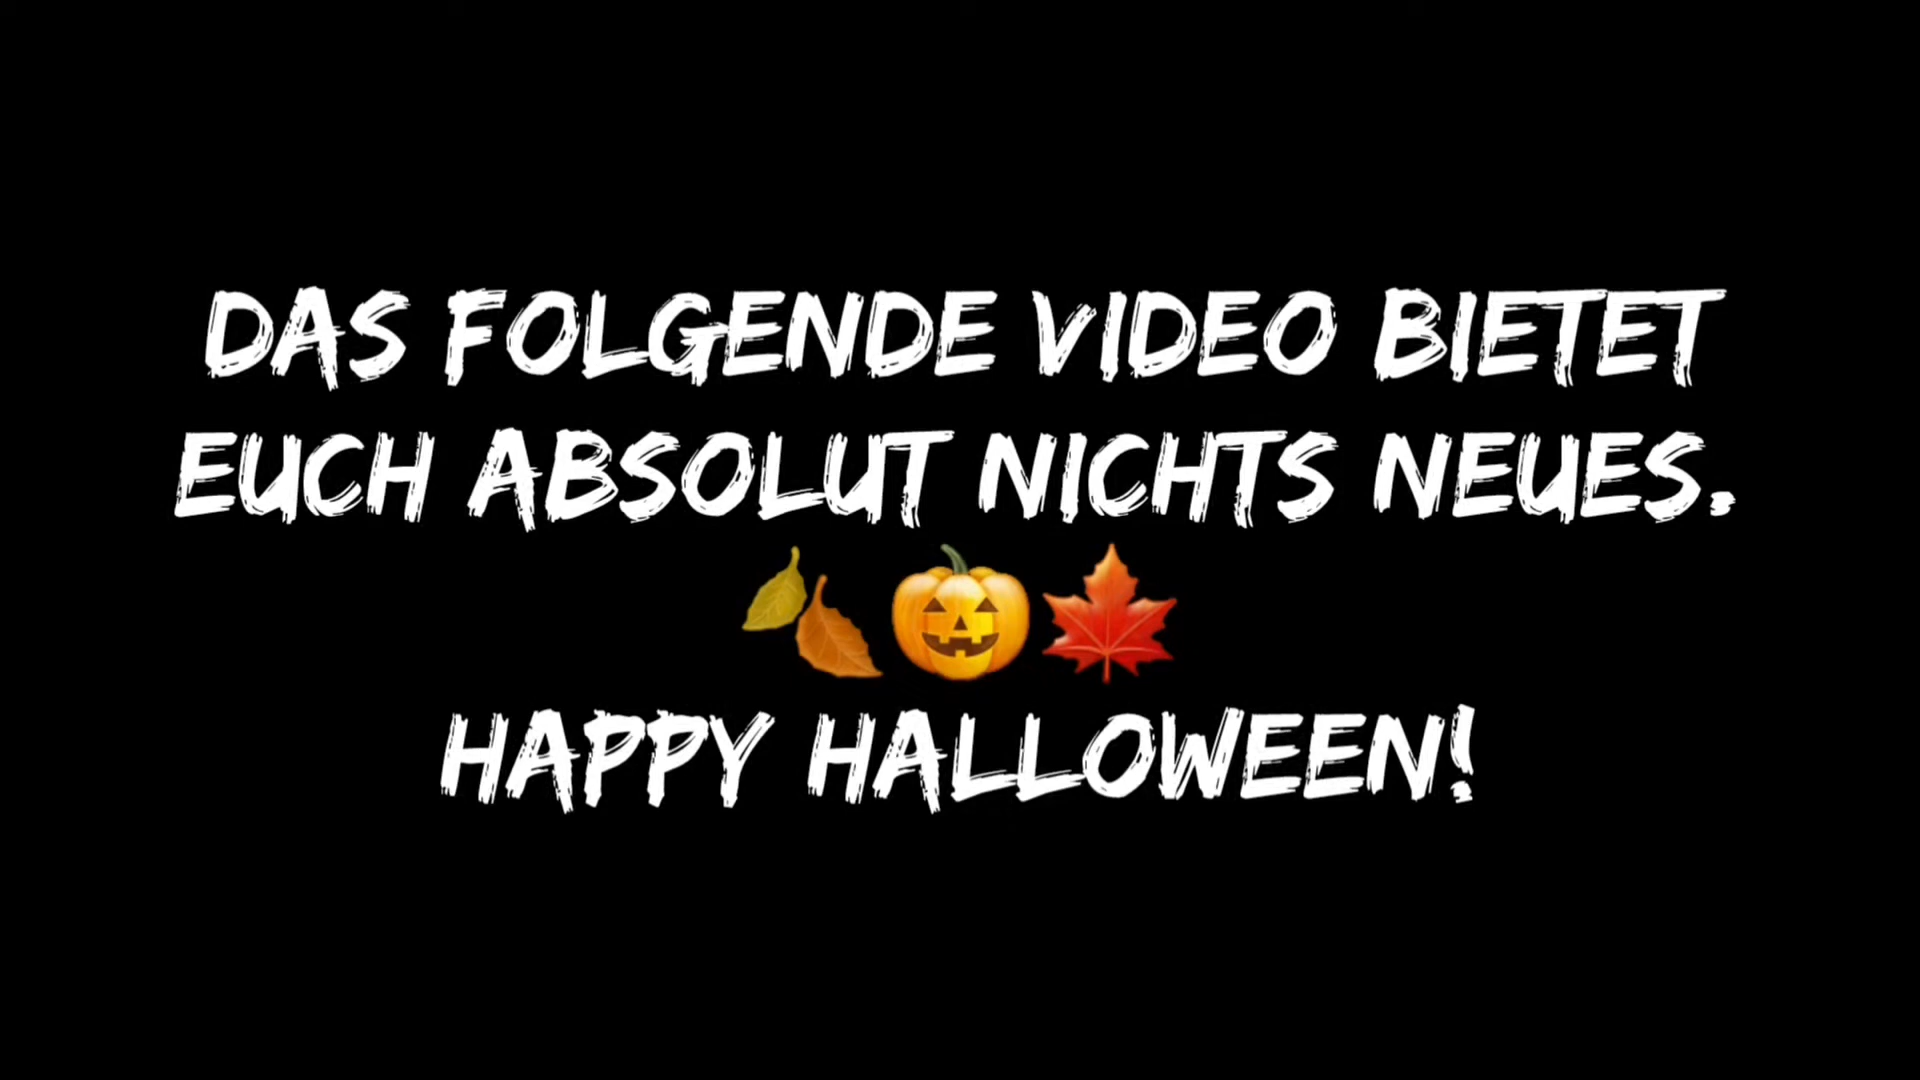 DAS FOLGENDE VIDEO BIETET
EUCH ABSOLUT NICHTS NEUES.
🍂🎃🍁
HAPPY HALLOWEEN!